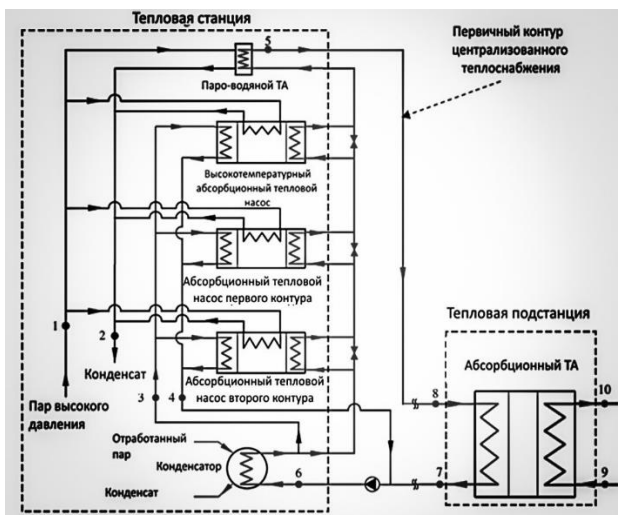 Тепловая станция
5
Паро-водяной ТА
Первичный контур
централизованного
теплоснабжения
Высокотемпературный
абсорбционный тепловой
насос
Абсорбционный тепловой
насос первого контура
1
2
Конденсат
Пар высокого
давления
Абсорбционный тепловой
насос второго контура
3
4
Отработанный
пар
Конденсатор
Конденсат
6
Тепловая подстанция
Абсорбционный ТА
8
10
7
9